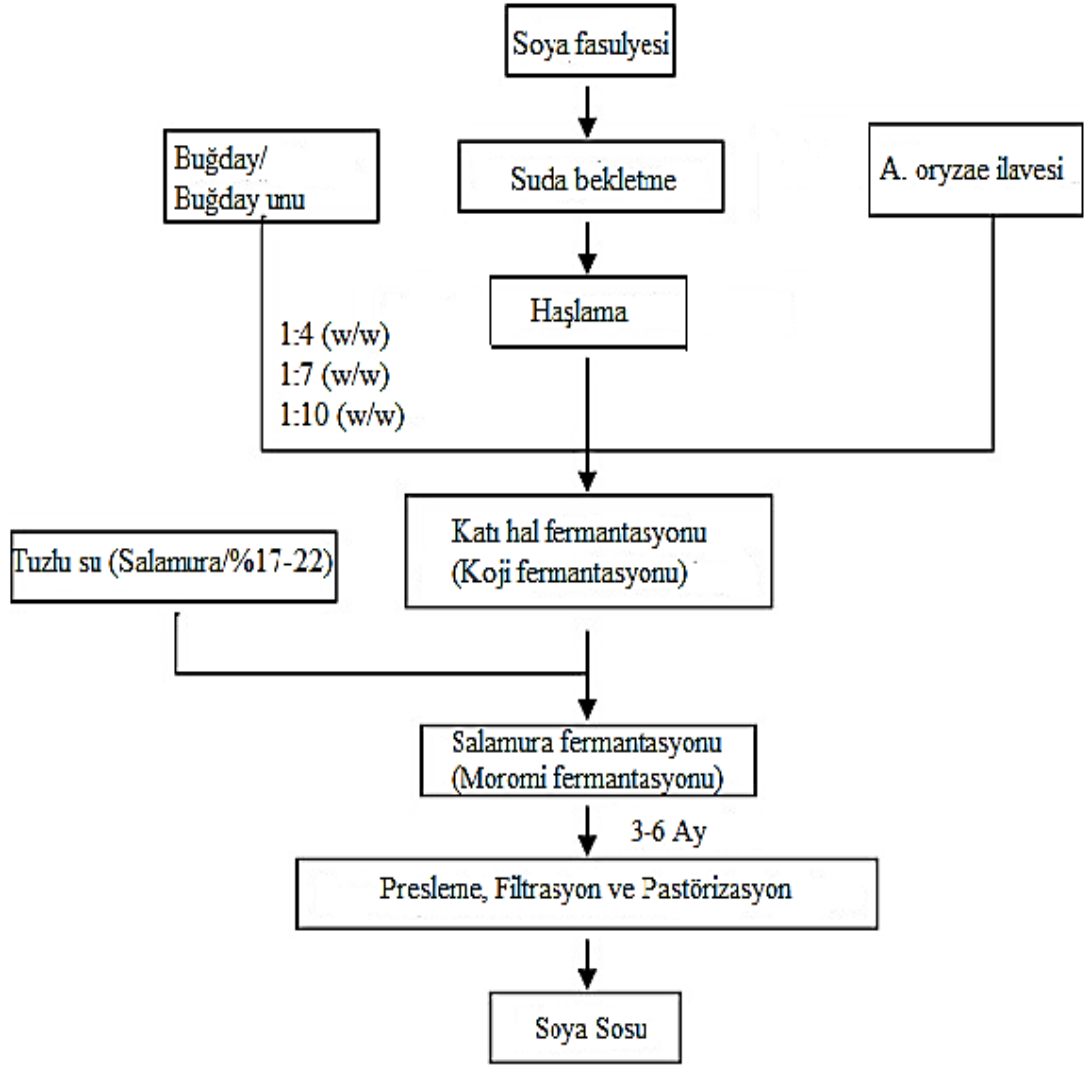 Soya fasulyesi
Buğday/
Buğday unu
Suda bekletme
A. oryzae ilavesi
Haşlama
1:4 (w/w)
1:7 (w/w)
1:10 (w/w)
Katı hal fermantasyonu
(Koji fermantasyonu)
Tuzlu su (Salamura/%17-22)
Salamura fermantasyonu
(Moromi fermantasyonu)
3-6 Ay
Presleme, Filtrasyon ve Pastörizasyon
Soya Sosu